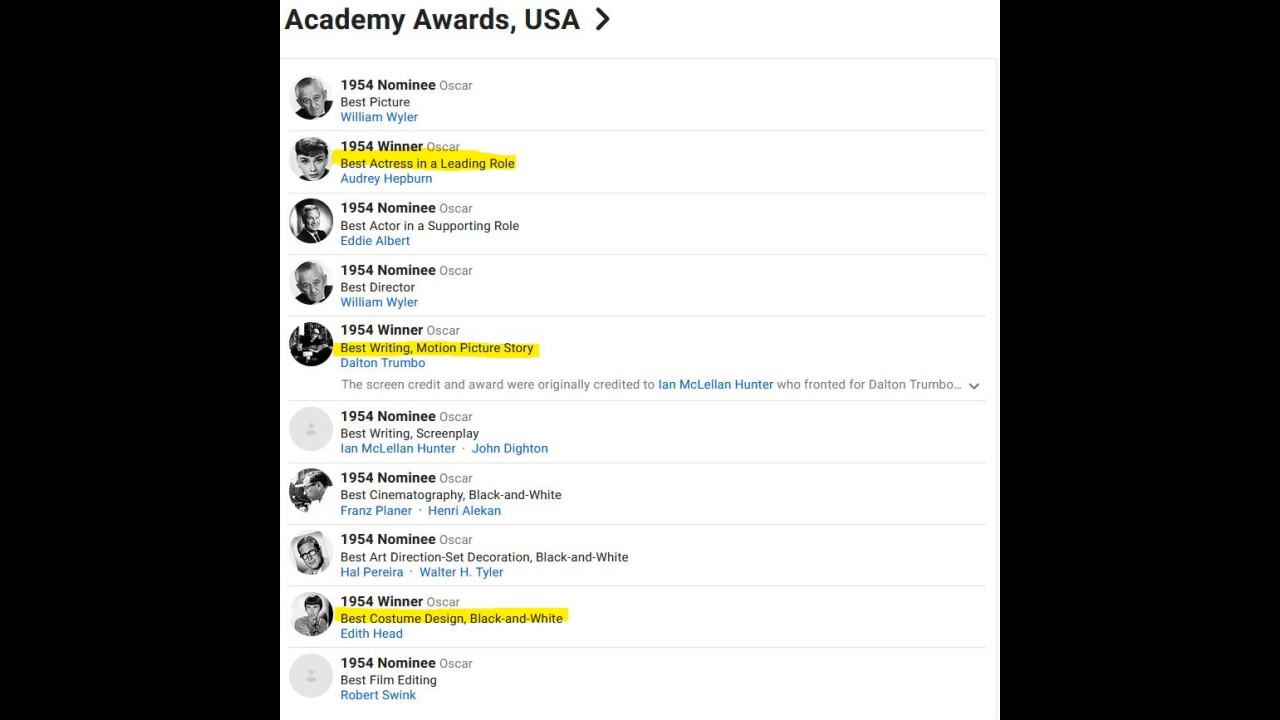 Academy Awards, USA
1954 Nominee Oscar
Best Picture
William Wyler
1954 Winner Oscar
Best Actress in a Leading Role
Audrey Hepburn
1954 Nominee Oscar
Best Actor in a Supporting Role
Eddie Albert
1954 Nominee Oscar
Best Director
William Wyler
1954 Winner Oscar
Best Writing, Motion Picture Story
Dalton Trumbo
The screen credit and award were originally credited to Ian McLellan Hunter who fronted for Dalton Trumbo...
1954 Nominee Oscar
Best Writing, Screenplay
Ian McLellan Hunter · John Dighton
1954 Nominee Oscar
Best Cinematography, Black-and-White
Franz Planer · Henri Alekan
1954 Nominee Oscar
Best Art Direction-Set Decoration, Black-and-White
Hal Pereira · Walter H. Tyler
1954 Winner Oscar
Best Costume Design, Black-and-White
Edith Head
1954 Nominee Oscar
Best Film Editing
Robert Swink